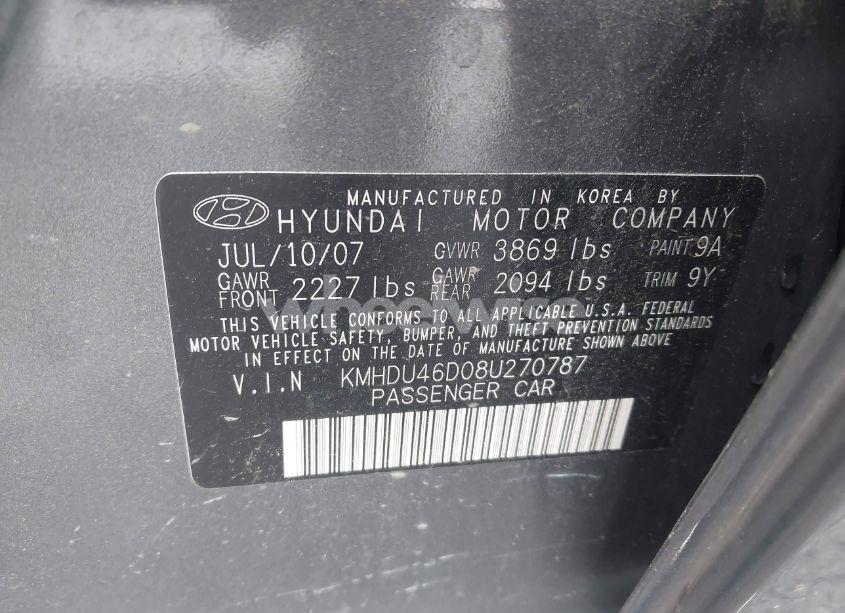 MANUFACTURED IN KOREA BY
HYUNDAI MOTOR COMPANY
JUL/10/07 GVWR 3869 lbs PAINT 9A
GAWR FRONT 2227 lbs GAWR REAR 2094 lbs TRIM 9Y
THIS VEHICLE CONFORMS TO ALL APPLICABLE U.S.A. FEDERAL
MOTOR VEHICLE SAFETY, BUMPER, AND THEFT PREVENTION STANDARDS
IN EFFECT ON THE DATE OF MANUFACTURE SHOWN ABOVE
V.I.N KMHDU46D08U270787
PASSENGER CAR